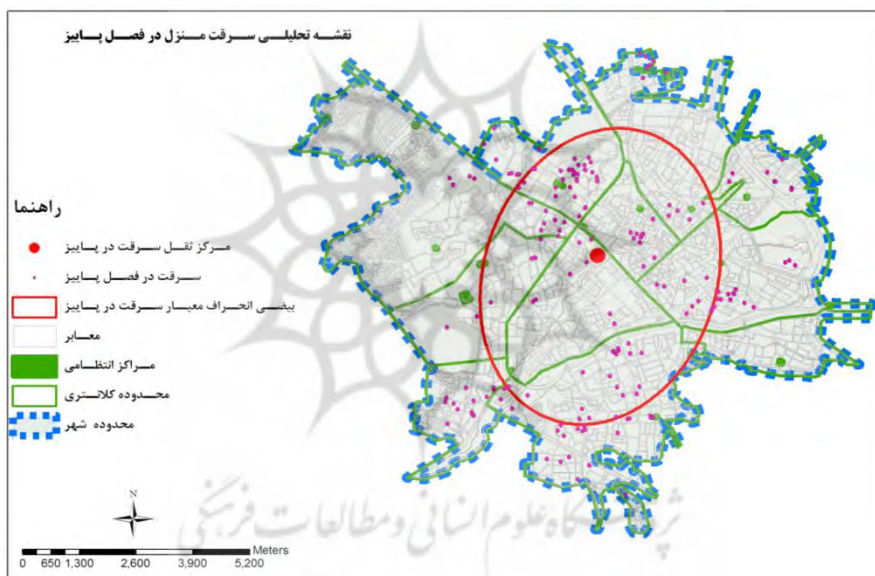 نقشه تحلیلی سرقت منزل در فصل پاییز
راهنما
مرکز ثقل سرقت در پاییز
سرقت در فصل پاییز
بیضی انحراف معیار سرقت در پاییز
معابر
مراکز انتظامی
محدوده کلانتری
محدوده شهر
N
پژوهشگاه علوم انسانی و مطالعات فرهنگی
Meters
0 650 1,300 2,600 3,900 5,200